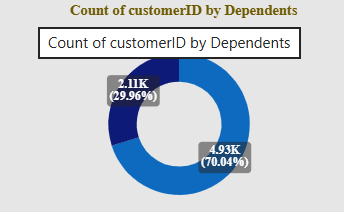 Count of customerID by Dependents
Count of customerID by Dependents
2.11K
(29.96%)
4.93K
(70.04%)